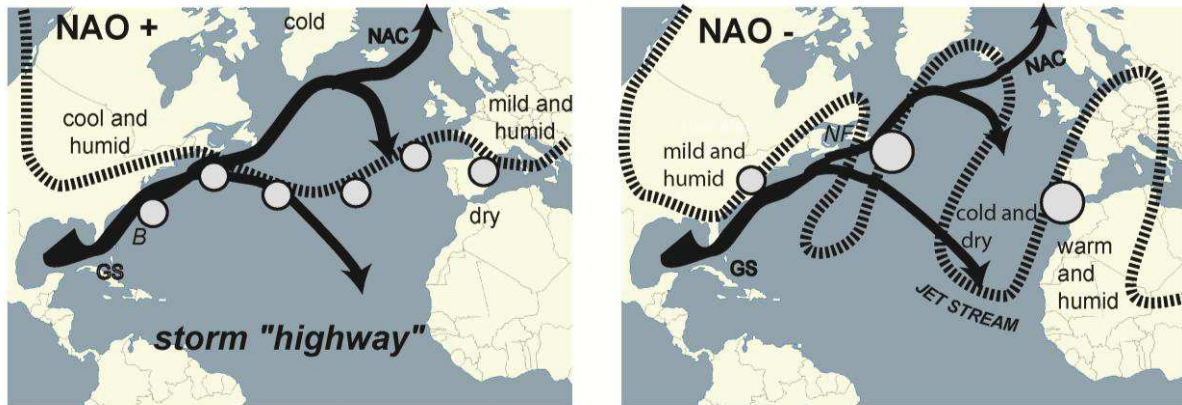 NAO +
cold
NAC
cool and
humid
mild and
humid
B
dry
GS
storm "highway"
NAO -
NAC
NF
mild and
humid
cold and
dry
warm
and
humid
GS
JET STREAM